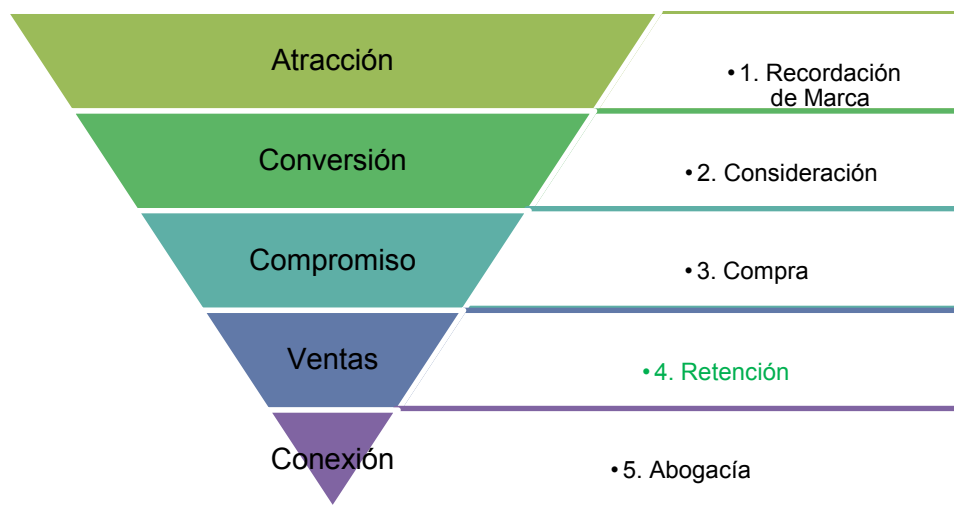 Atracción
• 1. Recordación
de Marca
Conversión
• 2. Consideración
Compromiso
• 3. Compra
Ventas
• 4. Retención
Conexión
• 5. Abogacía